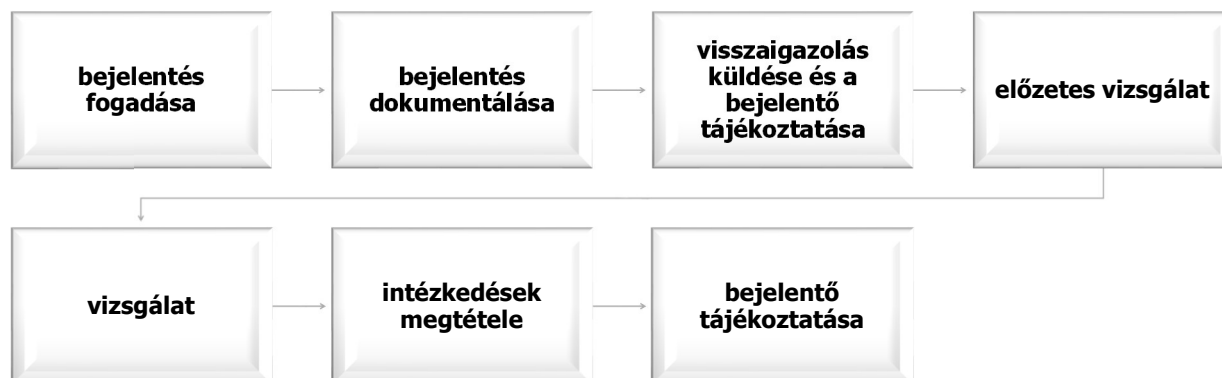 bejelentés
fogadása
bejelentés
dokumentálása
visszaigazolás
küldése és a
bejelentő
tájékoztatása
előzetes vizsgálat
vizsgálat
intézkedések
megtétele
bejelentő
tájékoztatása